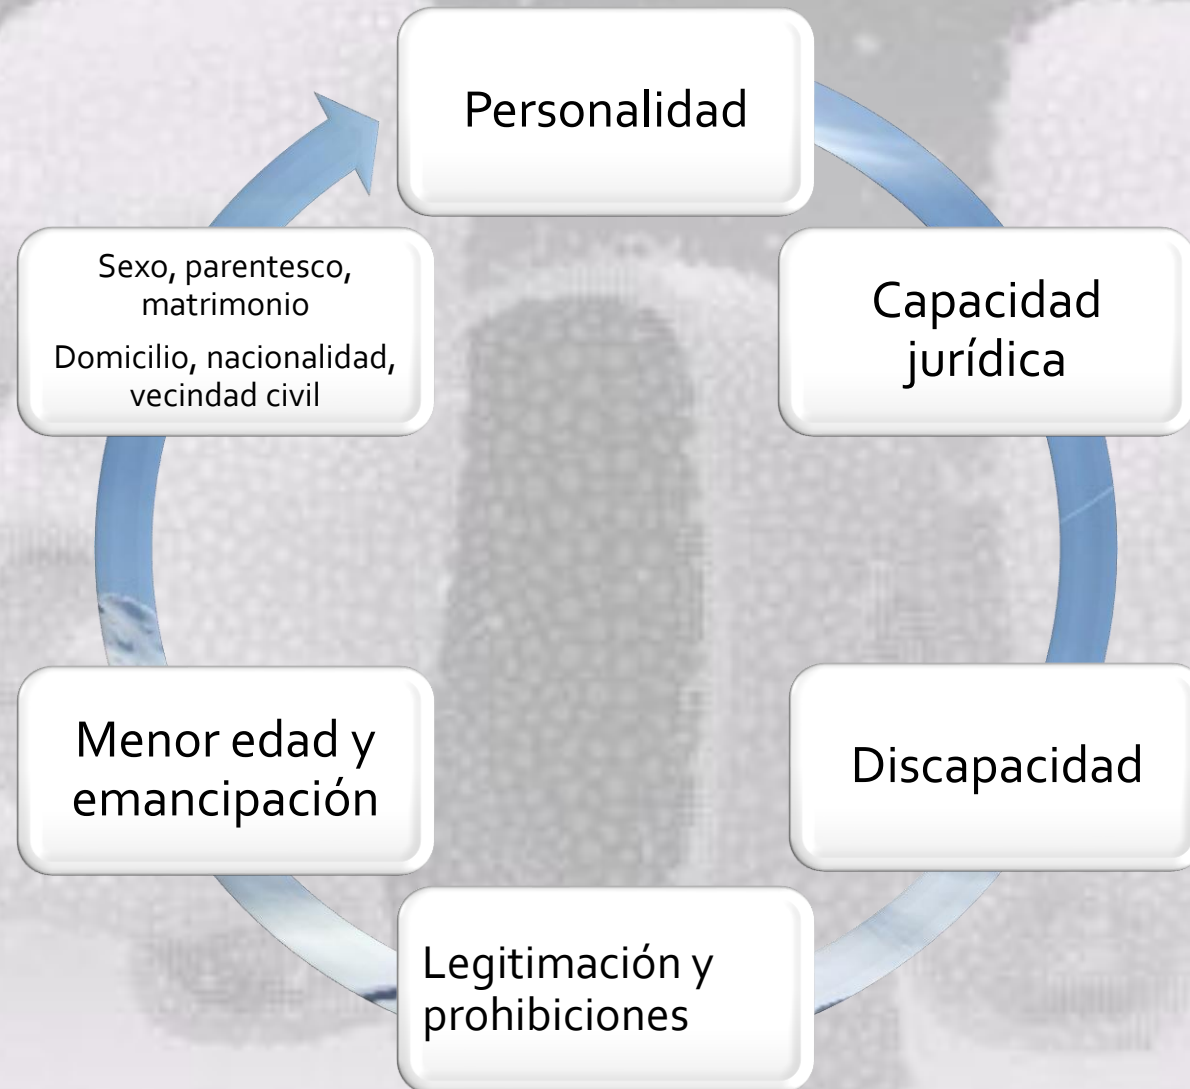 Personalidad
Capacidad
jurídica
Discapacidad
Legitimación y
prohibiciones
Menor edad y
emancipación
Sexo, parentesco,
matrimonio
Domicilio, nacionalidad,
vecindad civil